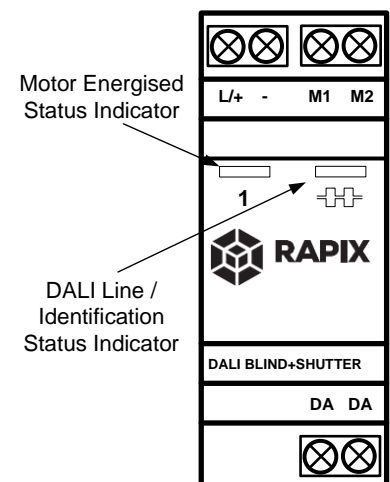 Motor Energised
Status Indicator
L/+ - M1 M2
1
RAPIX
DALI Line /
Identification
Status Indicator
DALI BLIND+SHUTTER
DA DA